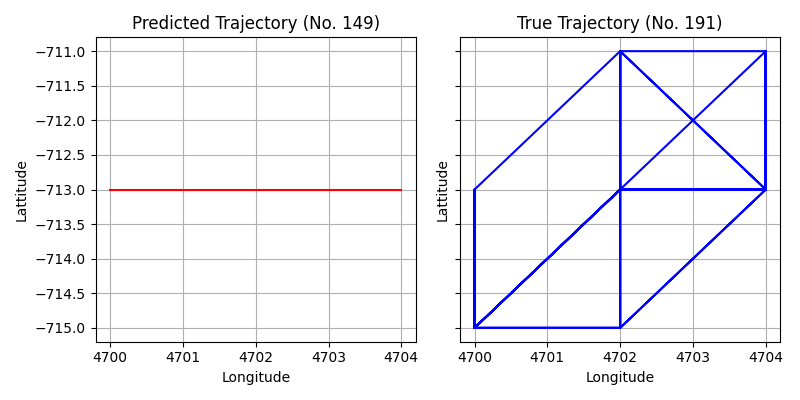 Predicted Trajectory (No. 149)
True Trajectory (No. 191)
−711.0
−711.5
−712.0
−712.5
−713.0
−713.5
−714.0
−714.5
−715.0
Lattitude
Lattitude
4700 4701 4702 4703 4704
4700 4701 4702 4703 4704
Longitude
Longitude